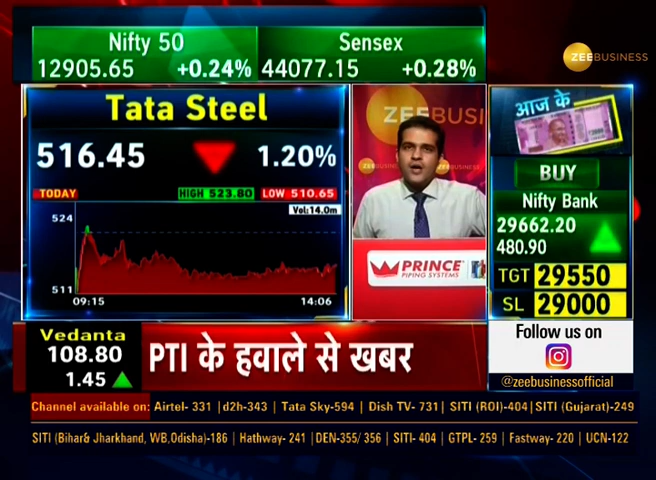 Nifty 50
12905.65 +0.24%
Sensex
44077.15 +0.28%
ZEEBUSINESS
Tata Steel
516.45 1.20%
TODAY HIGH 523.80 LOW 510.65
Vol:14.0m
524
511
09:15 14:06
ZEEBUSI
PRINCE
PIPING SYSTEMS
आज के
BUY
Nifty Bank
29662.20
480.90
TGT 29550
SL 29000
Vedanta
108.80
1.45
PTI के हवाले से खबर
Follow us on
@zeebusinessofficial
Channel available on: Airtel- 331 |d2h-343 | Tata Sky-594 | Dish TV- 731| SITI (ROI)-404|SITI (Gujarat)-249
SITI (Bihar& Jharkhand, WB,Odisha)-186 | Hathway- 241 |DEN-355/ 356 | SITI- 404 | GTPL- 259 | Fastway- 220 | UCN-122